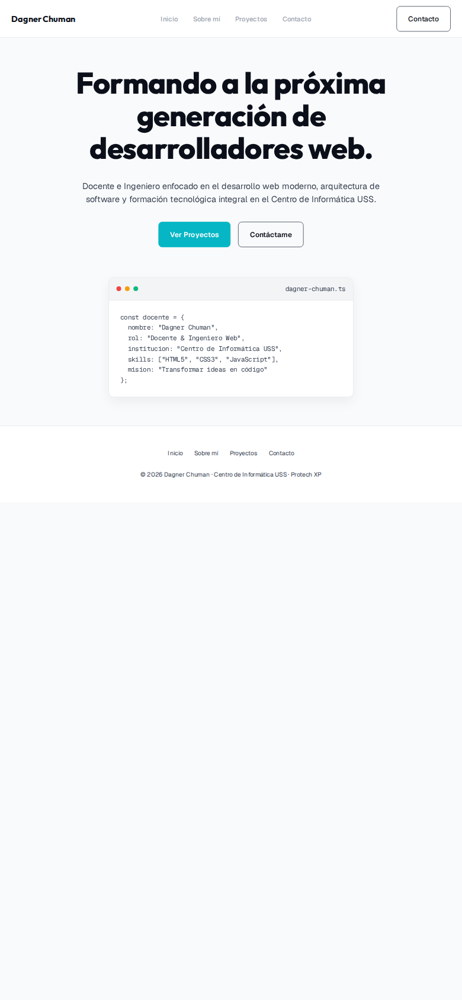 Dagner Chuman
Inicio Sobre mí Proyectos Contacto
Contacto
Formando a la próxima
generación de
desarrolladores web.
Docente e Ingeniero enfocado en el desarrollo web moderno, arquitectura de
software y formación tecnológica integral en el Centro de Informática USS.
Ver Proyectos
Contáctame
dagner-chuman.ts
const docente = {
  nombre: "Dagner Chuman",
  rol: "Docente & Ingeniero Web",
  institucion: "Centro de Informática USS",
  skills: ["HTML5", "CSS3", "JavaScript"],
  mision: "Transformar ideas en código"
};
Inicio Sobre mí Proyectos Contacto
© 2026 Dagner Chuman · Centro de Informática USS · Protech XP